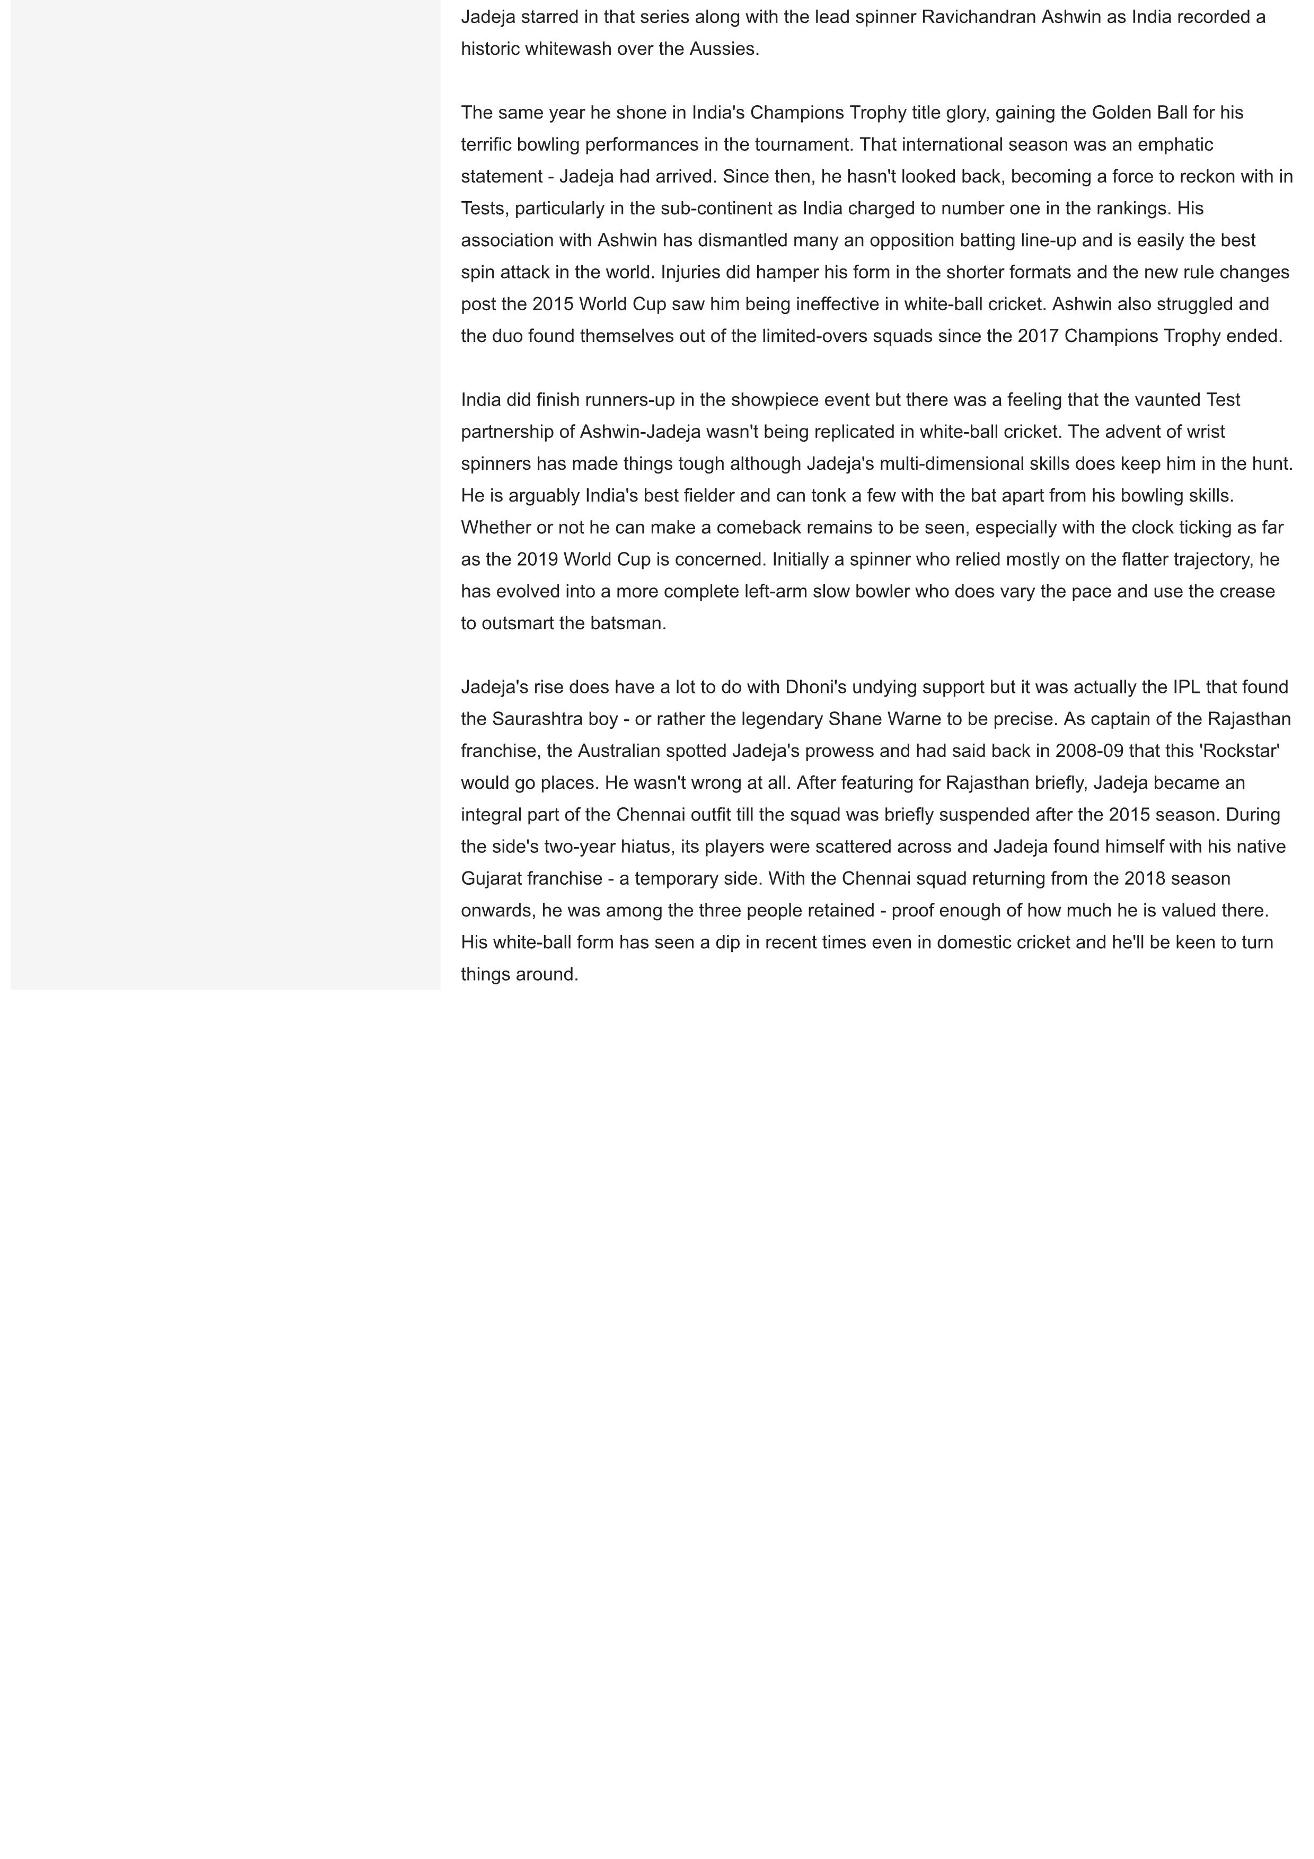 Jadeja starred in that series along with the lead spinner Ravichandran Ashwin as India recorded a
historic whitewash over the Aussies.
The same year he shone in India's Champions Trophy title glory, gaining the Golden Ball for his
terrific bowling performances in the tournament. That international season was an emphatic
statement - Jadeja had arrived. Since then, he hasn't looked back, becoming a force to reckon with in
Tests, particularly in the sub-continent as India charged to number one in the rankings. His
association with Ashwin has dismantled many an opposition batting line-up and is easily the best
spin attack in the world. Injuries did hamper his form in the shorter formats and the new rule changes
post the 2015 World Cup saw him being ineffective in white-ball cricket. Ashwin also struggled and
the duo found themselves out of the limited-overs squads since the 2017 Champions Trophy ended.
India did finish runners-up in the showpiece event but there was a feeling that the vaunted Test
partnership of Ashwin-Jadeja wasn't being replicated in white-ball cricket. The advent of wrist
spinners has made things tough although Jadeja's multi-dimensional skills does keep him in the hunt.
He is arguably India's best fielder and can tonk a few with the bat apart from his bowling skills.
Whether or not he can make a comeback remains to be seen, especially with the clock ticking as far
as the 2019 World Cup is concerned. Initially a spinner who relied mostly on the flatter trajectory, he
has evolved into a more complete left-arm slow bowler who does vary the pace and use the crease
to outsmart the batsman.
Jadeja's rise does have a lot to do with Dhoni's undying support but it was actually the IPL that found
the Saurashtra boy - or rather the legendary Shane Warne to be precise. As captain of the Rajasthan
franchise, the Australian spotted Jadeja's prowess and had said back in 2008-09 that this 'Rockstar'
would go places. He wasn't wrong at all. After featuring for Rajasthan briefly, Jadeja became an
integral part of the Chennai outfit till the squad was briefly suspended after the 2015 season. During
the side's two-year hiatus, its players were scattered across and Jadeja found himself with his native
Gujarat franchise - a temporary side. With the Chennai squad returning from the 2018 season
onwards, he was among the three people retained - proof enough of how much he is valued there.
His white-ball form has seen a dip in recent times even in domestic cricket and he'll be keen to turn
things around.